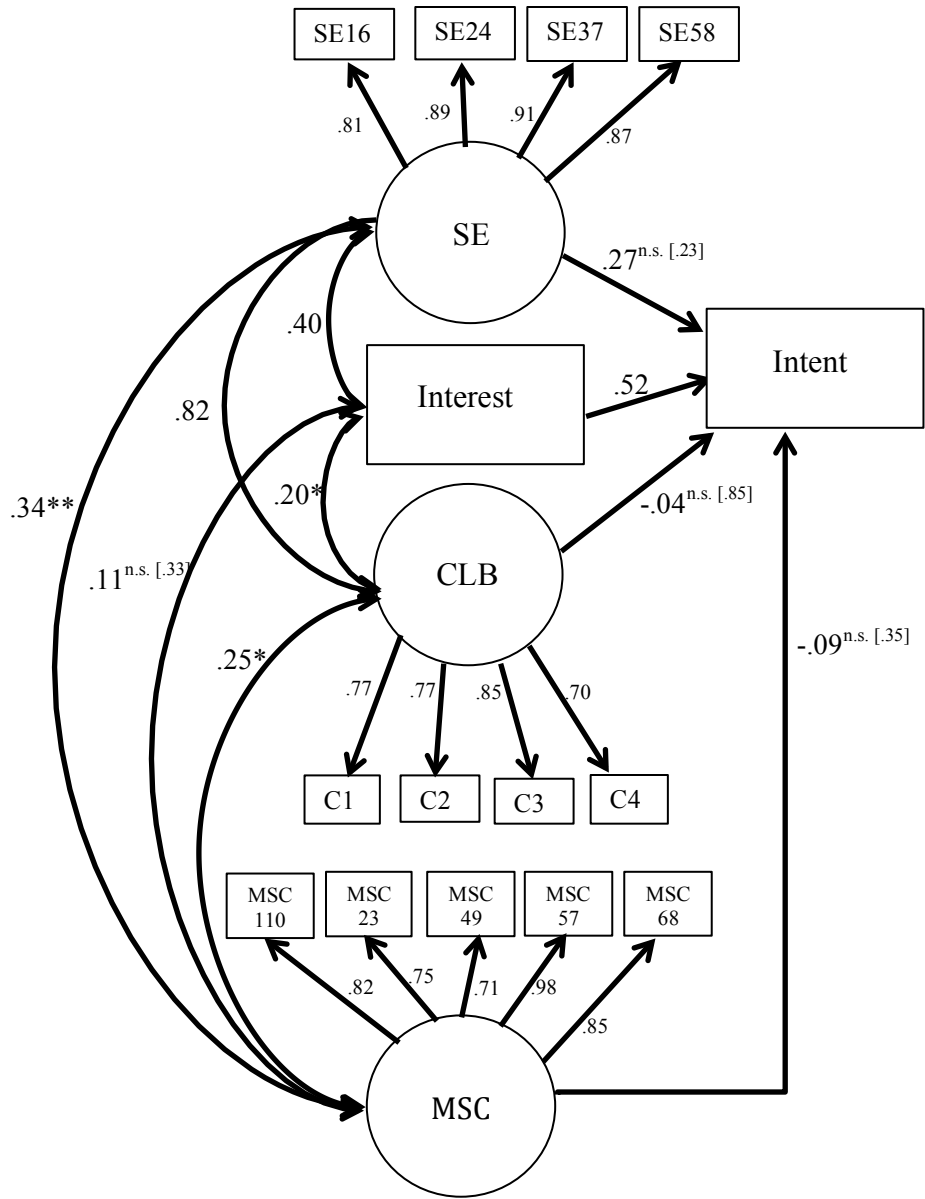 SE16
SE24
SE37
SE58
.81
.89
.91
.87
SE
.27n.s. [.23]
.40
Interest
.52
Intent
.82
.34**
.20*
-.04n.s. [.85]
.11n.s. [.33]
CLB
.25*
-.09n.s. [.35]
.77
.77
.85
.70
C1
C2
C3
C4
MSC
110
MSC
23
MSC
49
MSC
57
MSC
68
.82
.75
.71
.98
.85
MSC